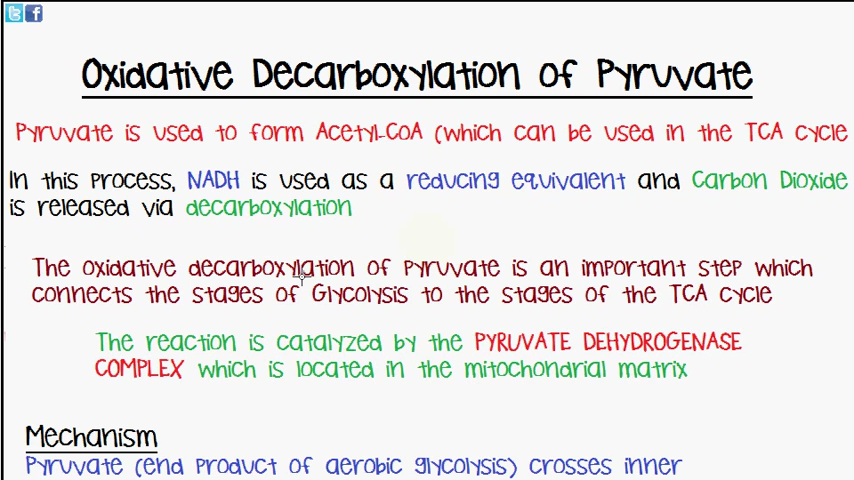 Oxidative Decarboxylation of Pyruvate
Pyruvate is used to form Acetyl-CoA (which can be used in the TCA cycle
In this process, NADH is used as a reducing equivalent and Carbon Dioxide
is released via decarboxylation
The oxidative decarboxylation of pyruvate is an important step which
connects the stages of Glycolysis to the stages of the TCA cycle
The reaction is catalyzed by the PYRUVATE DEHYDROGENASE
COMPLEX which is located in the mitochondrial matrix
Mechanism
Pyruvate (end product of aerobic glycolysis) crosses inner